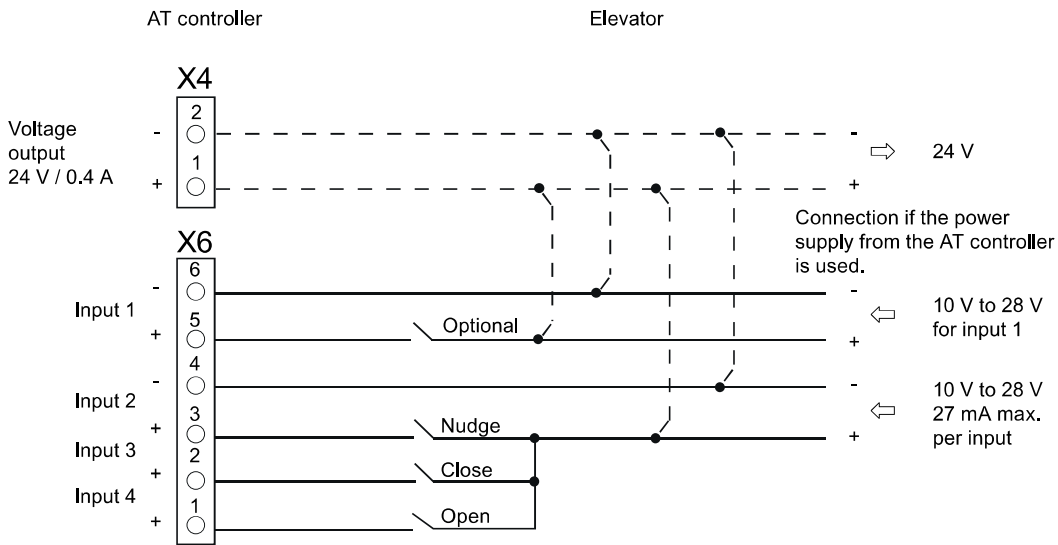 AT controller
Elevator
X4
2
Voltage
output
24 V / 0.4 A
-
-
24 V
1
+
+
Connection if the power
supply from the AT controller
is used.
X6
6
-
-
Input 1
10 V to 28 V
for input 1
5
+
Optional
+
4
-
-
Input 2
10 V to 28 V
27 mA max.
per input
3
+
Nudge
+
Input 3
2
+
Close
Input 4
1
+
Open